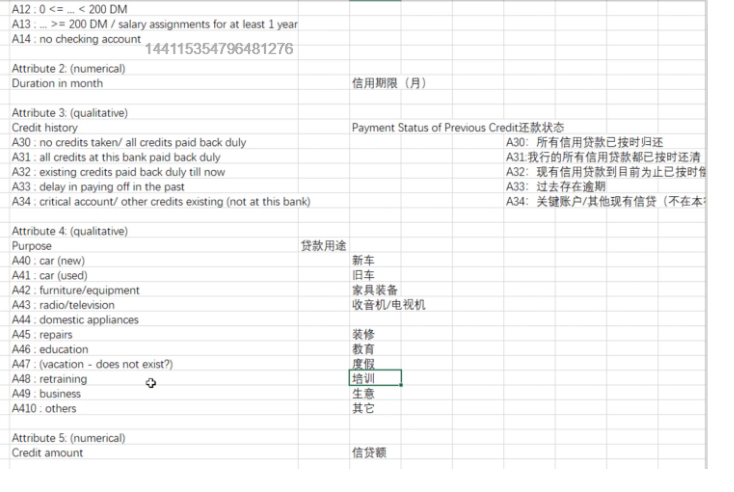 A12 : 0 <= ... < 200 DM
A13 : ... >= 200 DM / salary assignments for at least 1 year
A14 : no checking account
144115354796481276
Attribute 2: (numerical)
Duration in month 信用期限（月）
Attribute 3: (qualitative)
Credit history Payment Status of Previous Credit还款状态
A30 : no credits taken/ all credits paid back duly A30：所有信用贷款已按时归还
A31 : all credits at this bank paid back duly A31:我行的所有信用贷款都已按时还清
A32 : existing credits paid back duly till now A32：现有信用贷款到目前为止已按时
A33 : delay in paying off in the past A33：过去存在逾期
A34 : critical account/ other credits existing (not at this bank) A34：关键账户/其他现有信贷（不在本
Attribute 4: (qualitative)
Purpose 贷款用途
A40 : car (new) 新车
A41 : car (used) 旧车
A42 : furniture/equipment 家具装备
A43 : radio/television 收音机/电视机
A44 : domestic appliances
A45 : repairs 装修
A46 : education 教育
A47 : (vacation - does not exist?) 度假
A48 : retraining 培训
A49 : business 生意
A410 : others 其它
Attribute 5: (numerical)
Credit amount 信贷额